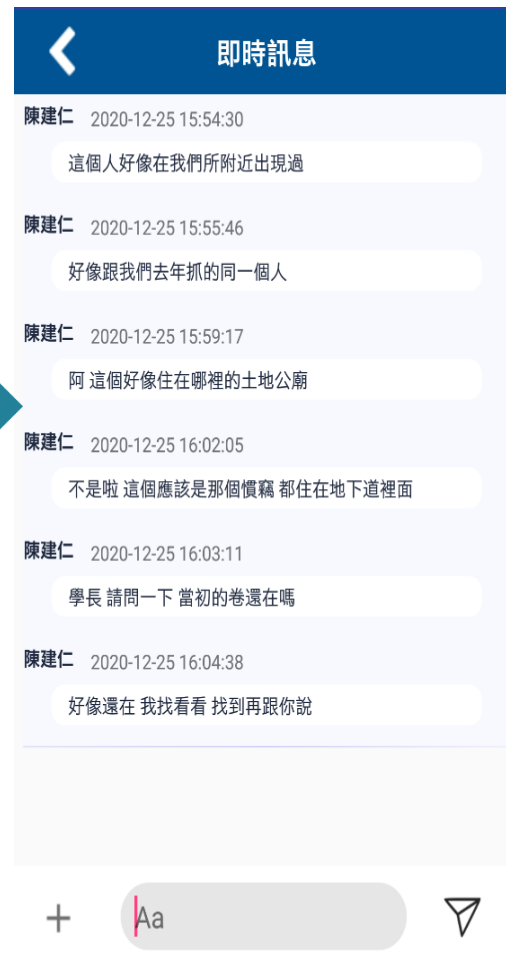 即時訊息
陳建仁 2020-12-25 15:54:30
這個人好像在我們所附近出現過
陳建仁 2020-12-25 15:55:46
好像跟我們去年抓的同一個人
陳建仁 2020-12-25 15:59:17
阿 這個好像住在哪裡的土地公廟
陳建仁 2020-12-25 16:02:05
不是啦 這個應該是那個慣竊 都住在地下道裡面
陳建仁 2020-12-25 16:03:11
學長 請問一下 當初的卷還在嗎
陳建仁 2020-12-25 16:04:38
好像還在 我找看看 找到再跟你說
Aa